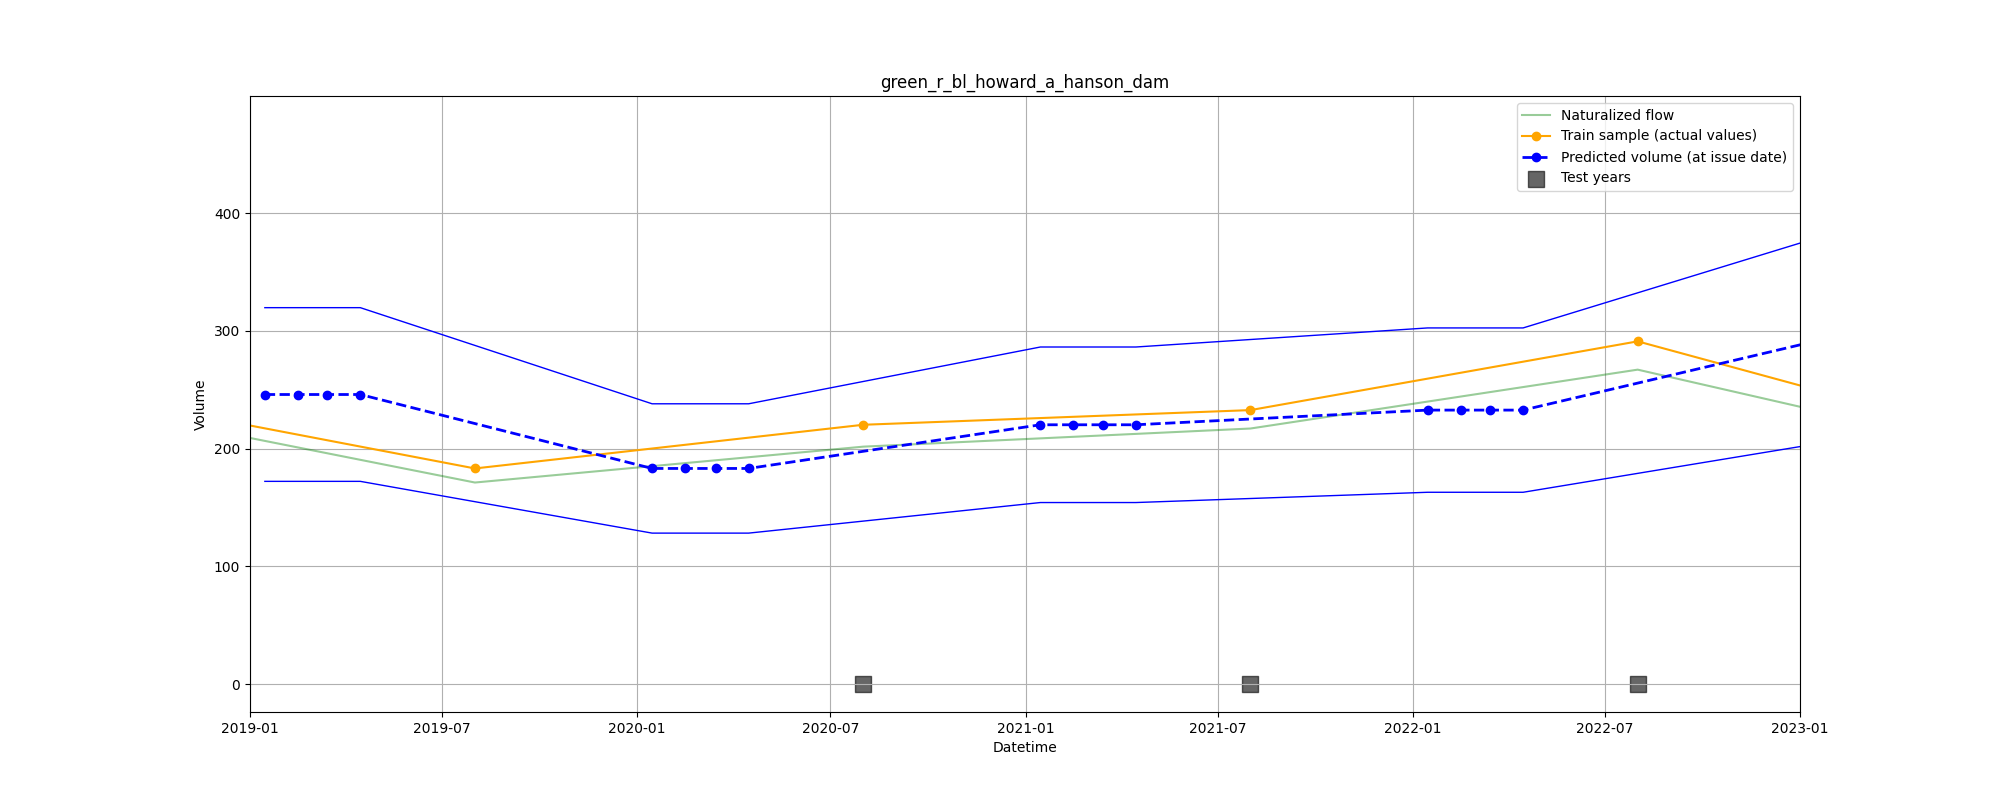 green_r_bl_howard_a_hanson_dam
Naturalized flow
Train sample (actual values)
Predicted volume (at issue date)
Test years
Volume
400
300
200
100
0
2019-01 2019-07 2020-01 2020-07 2021-01 2021-07 2022-01 2022-07 2023-01
Datetime